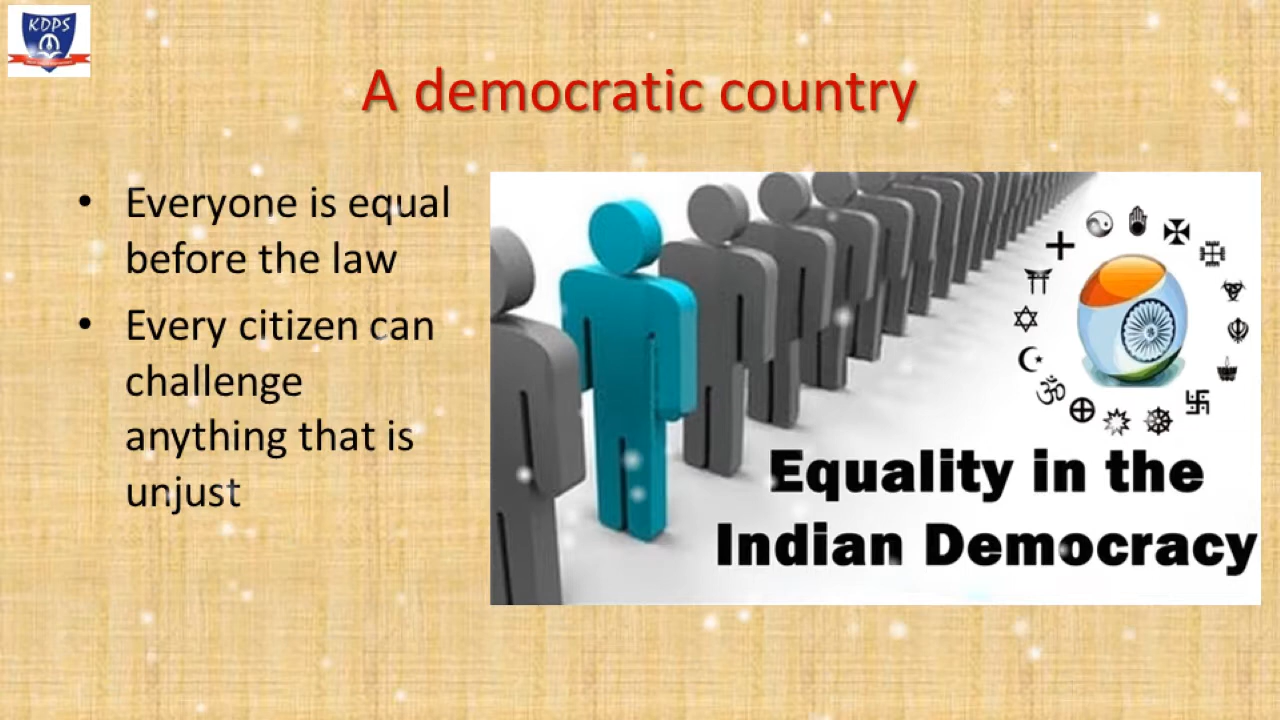 KDPS
A democratic country
• Everyone is equal
before the law
• Every citizen can
challenge
anything that is
unjust
Equality in the
Indian Democracy